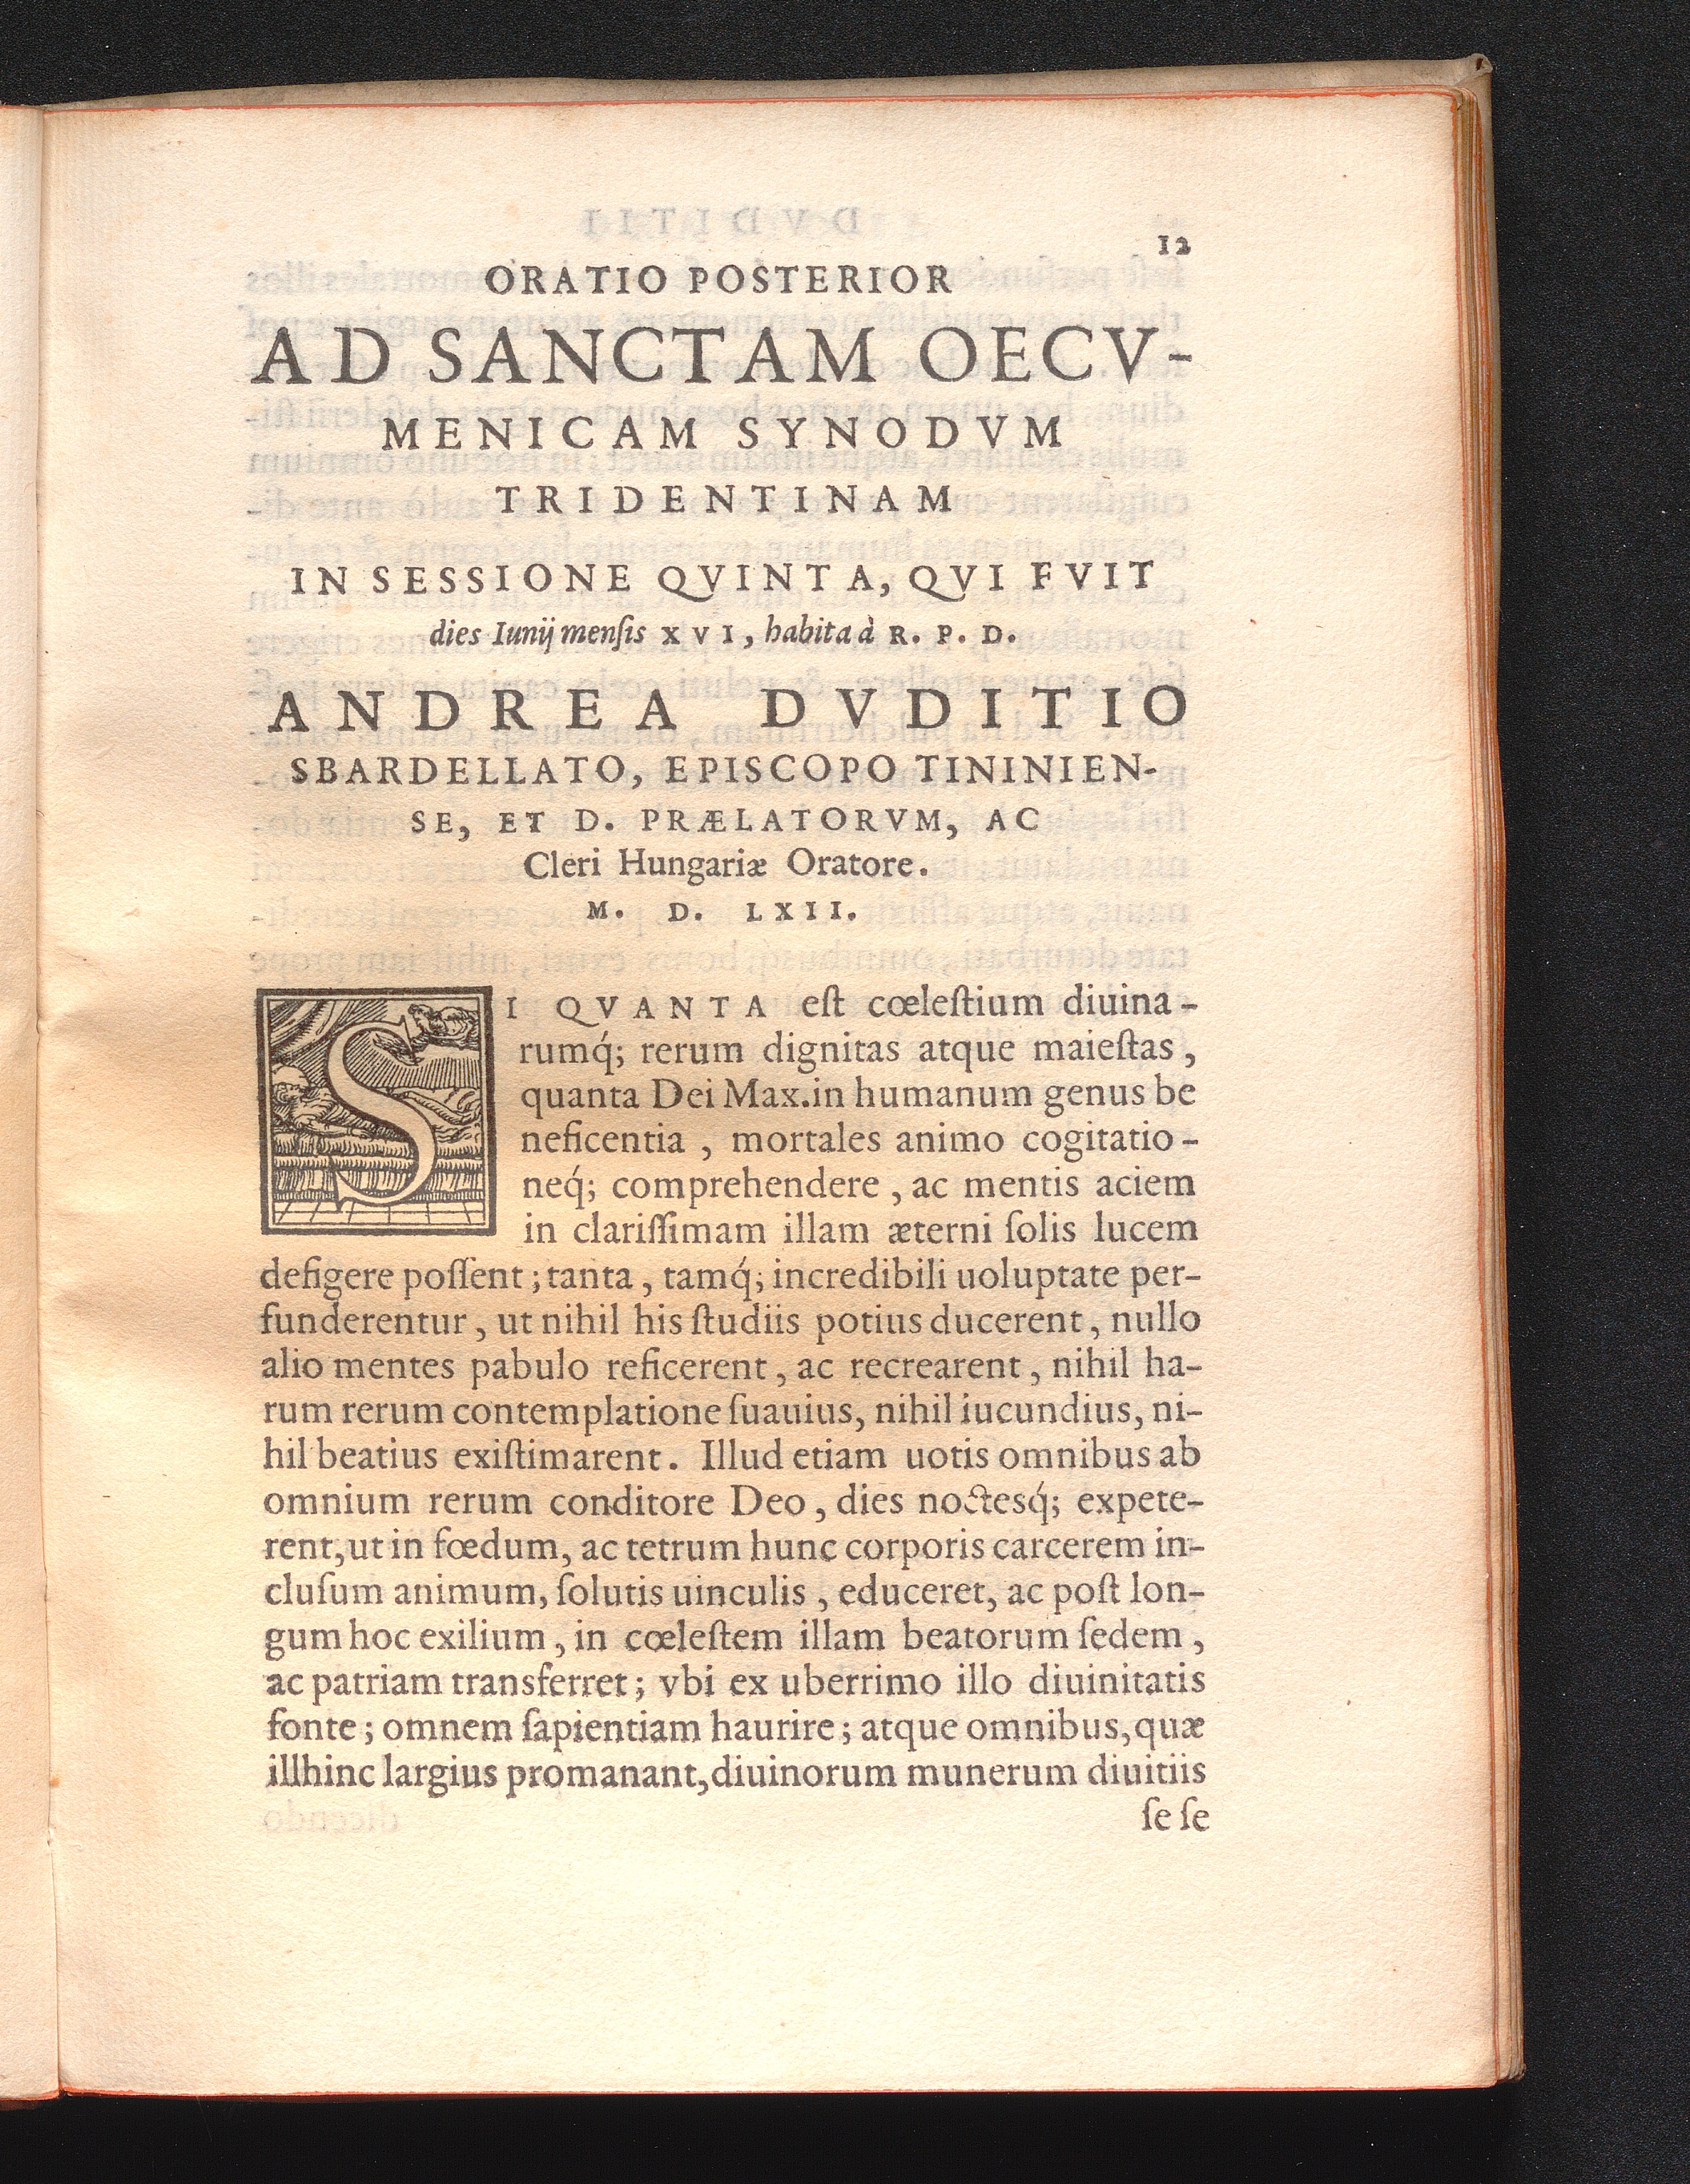 12
ORATIO POSTERIOR
AD SANCTAM OECV-
MENICAM SYNODVM
TRIDENTINAM
IN SESSIONE QVINTA, QVI FVIT
dies Iunij menſis XVI, habita à R. P. D.
ANDREA DVDITIO
SBARDELLATO, EPISCOPO TININIEN-
SE, ET D. PRÆLATORVM, AC
Cleri Hungariæ Oratore.
M. D. LXII.
SI QVANTA eſt cœleſtium diuina-
rumq́; rerum dignitas atque maieſtas,
quanta Dei Max. in humanum genus be
neficentia, mortales animo cogitatio-
neq́; comprehendere, ac mentis aciem
in clariſſimam illam æterni ſolis lucem
defigere poſſent; tanta, tamq́; incredibili uoluptate per-
funderentur, ut nihil his ſtudiis potius ducerent, nullo
alio mentes pabulo reficerent, ac recrearent, nihil ha-
rum rerum contemplatione ſuauius, nihil iucundius, ni-
hil beatius exiſtimarent. Illud etiam uotis omnibus ab
omnium rerum conditore Deo, dies noctesq́; expete-
rent, ut in fœdum, ac tetrum hunc corporis carcerem in-
cluſum animum, ſolutis uinculis, educeret, ac poſt lon-
gum hoc exilium, in cœleſtem illam beatorum ſedem,
ac patriam transferret; vbi ex uberrimo illo diuinitatis
fonte; omnem ſapientiam haurire; atque omnibus, quæ
illhinc largius promanant, diuinorum munerum diuitiis
ſe ſe